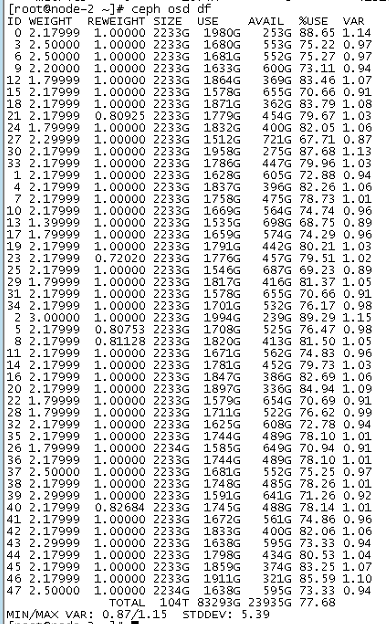 [root@node-2 ~]# ceph osd df
ID WEIGHT REWEIGHT SIZE USE AVAIL %USE VAR
0 2.17999 1.00000 2233G 1980G 253G 88.65 1.14
3 2.50000 1.00000 2233G 1680G 553G 75.22 0.97
6 2.50000 1.00000 2233G 1681G 552G 75.27 0.97
9 2.20000 1.00000 2233G 1633G 600G 73.11 0.94
12 1.79999 1.00000 2233G 1864G 369G 83.46 1.07
15 2.17999 1.00000 2233G 1578G 655G 70.66 0.91
18 2.17999 1.00000 2233G 1871G 362G 83.79 1.08
21 2.17999 0.80925 2233G 1779G 454G 79.67 1.03
24 1.79999 1.00000 2233G 1832G 400G 82.05 1.06
27 2.29999 1.00000 2233G 1512G 721G 67.71 0.87
30 2.17999 1.00000 2233G 1958G 275G 87.68 1.13
33 2.17999 1.00000 2233G 1786G 447G 79.96 1.03
1 2.17999 1.00000 2233G 1628G 605G 72.88 0.94
4 2.17999 1.00000 2233G 1837G 396G 82.26 1.06
7 2.17999 1.00000 2233G 1758G 475G 78.73 1.01
10 2.17999 1.00000 2233G 1669G 564G 74.74 0.96
13 1.39999 1.00000 2233G 1535G 698G 68.75 0.89
17 1.79999 1.00000 2233G 1659G 574G 74.29 0.96
19 2.17999 1.00000 2233G 1791G 442G 80.21 1.03
23 2.17999 0.72020 2233G 1776G 457G 79.51 1.02
25 2.17999 1.00000 2233G 1546G 687G 69.23 0.89
29 1.79999 1.00000 2233G 1817G 416G 81.37 1.05
31 2.17999 1.00000 2233G 1578G 655G 70.66 0.91
34 2.17999 1.00000 2233G 1701G 532G 76.17 0.98
2 3.00000 1.00000 2233G 1994G 239G 89.29 1.15
5 2.17999 0.80753 2233G 1708G 525G 76.47 0.98
8 2.17999 0.81128 2233G 1820G 413G 81.50 1.05
11 2.17999 1.00000 2233G 1671G 562G 74.83 0.96
14 2.17999 1.00000 2233G 1781G 452G 79.73 1.03
16 2.17999 1.00000 2233G 1847G 386G 82.69 1.06
20 2.17999 1.00000 2233G 1897G 336G 84.94 1.09
22 1.79999 1.00000 2233G 1579G 654G 70.69 0.91
28 1.79999 1.00000 2233G 1711G 522G 76.62 0.99
32 2.17999 1.00000 2233G 1625G 608G 72.78 0.94
35 2.17999 1.00000 2233G 1744G 489G 78.10 1.01
26 1.79999 1.00000 2234G 1585G 649G 70.94 0.91
36 2.17999 1.00000 2233G 1744G 489G 78.10 1.01
37 2.50000 1.00000 2233G 1681G 552G 75.25 0.97
38 2.17999 1.00000 2233G 1748G 485G 78.26 1.01
39 2.29999 1.00000 2233G 1591G 641G 71.26 0.92
40 2.17999 0.82684 2233G 1745G 488G 78.14 1.01
41 2.17999 1.00000 2233G 1672G 561G 74.86 0.96
42 2.17999 1.00000 2233G 1833G 400G 82.06 1.06
43 2.29999 1.00000 2233G 1638G 595G 73.33 0.94
44 2.17999 1.00000 2233G 1798G 434G 80.53 1.04
45 2.17999 1.00000 2233G 1859G 374G 83.25 1.07
46 2.17999 1.00000 2233G 1911G 321G 85.59 1.10
47 2.50000 1.00000 2234G 1638G 595G 73.33 0.94
TOTAL 104T 83293G 23935G 77.68
MIN/MAX VAR: 0.87/1.15 STDDEV: 5.39